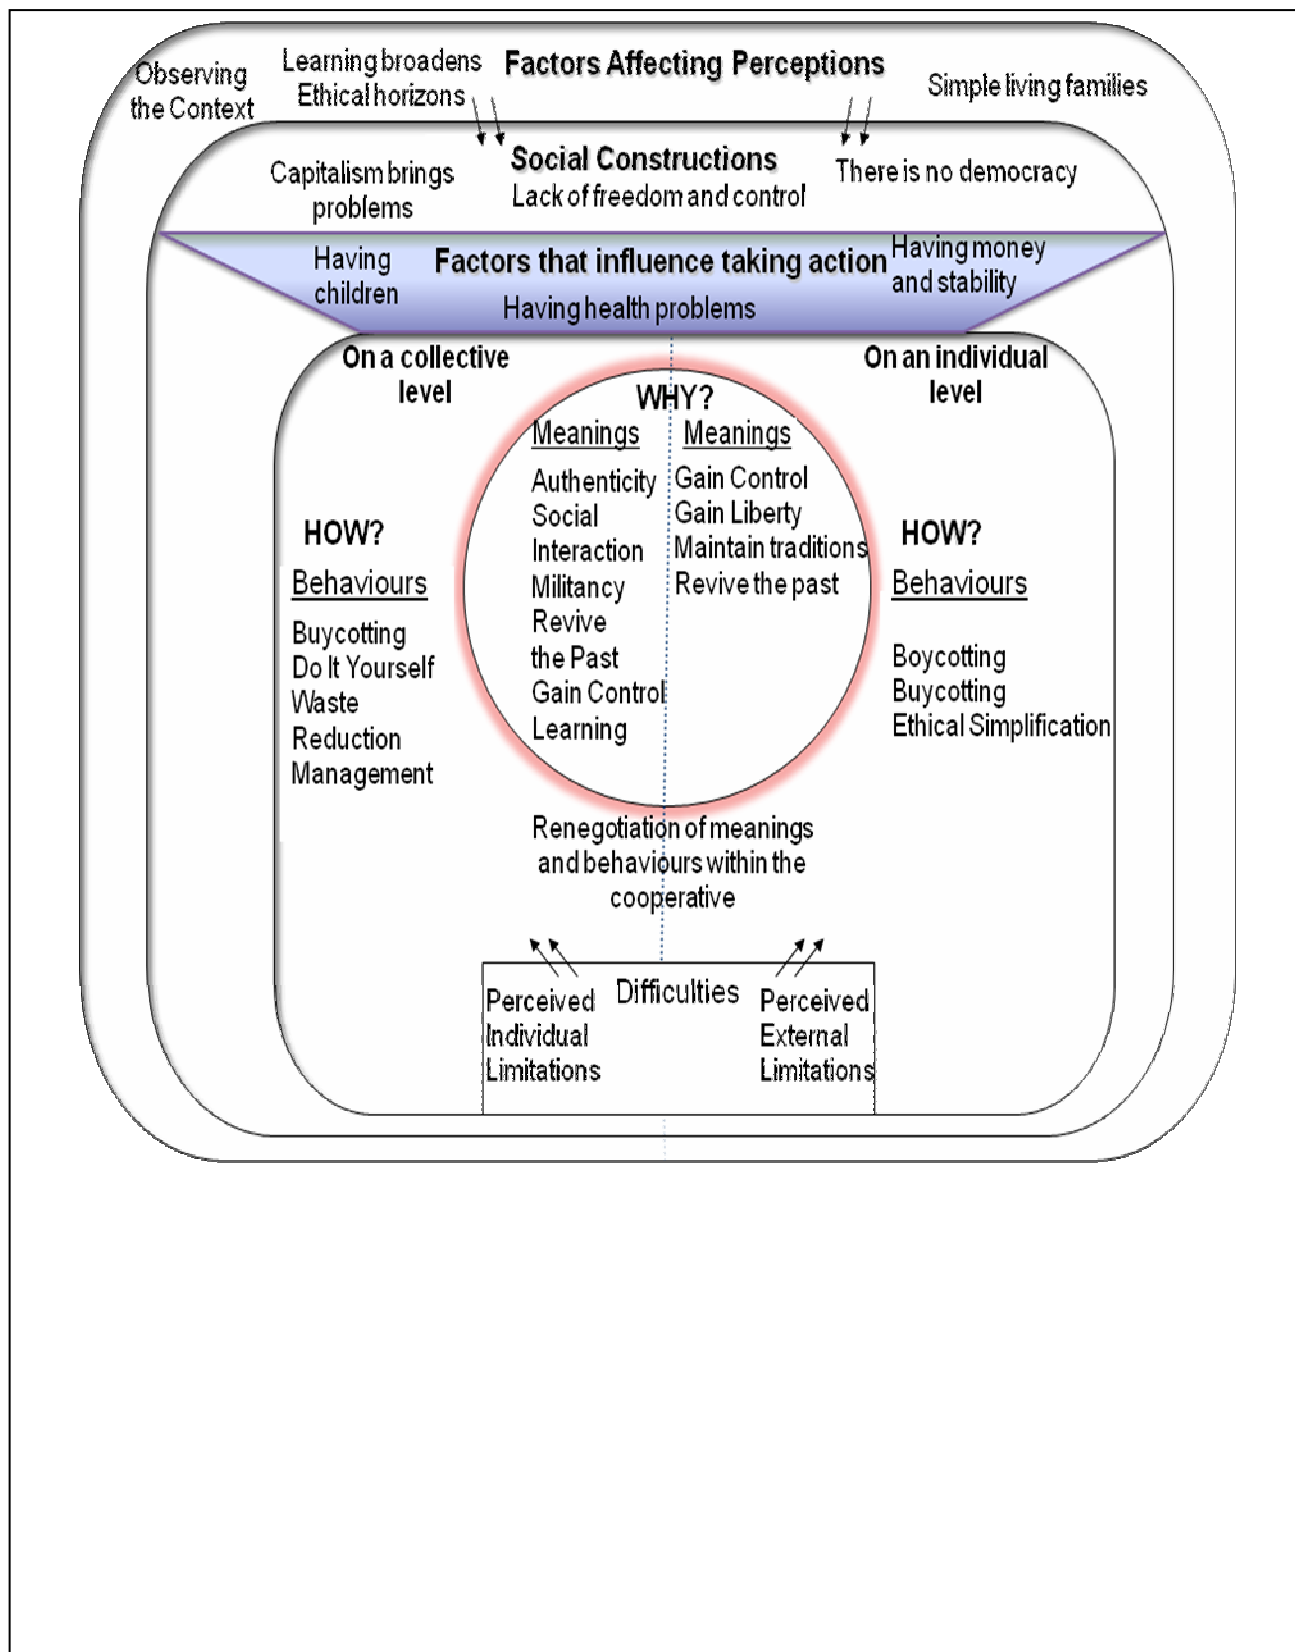 Factors Affecting Perceptions
Observing
the Context
Learning broadens
Ethical horizons
Simple living families
Social Constructions
Capitalism brings
problems
Lack of freedom and control
There is no democracy
Factors that influence taking action
Having
children
Having health problems
Having money
and stability
On a collective
level
On an individual
level
WHY?
Meanings
Authenticity
Social
Interaction
Militancy
Revive
the Past
Gain Control
Learning
Meanings
Gain Control
Gain Liberty
Maintain traditions
Revive the past
HOW?
Behaviours
Buycotting
Do It Yourself
Waste
Reduction
Management
HOW?
Behaviours
Boycotting
Buycotting
Ethical Simplification
Renegotiation of meanings
and behaviours within the
cooperative
Difficulties
Perceived
Individual
Limitations
Perceived
External
Limitations